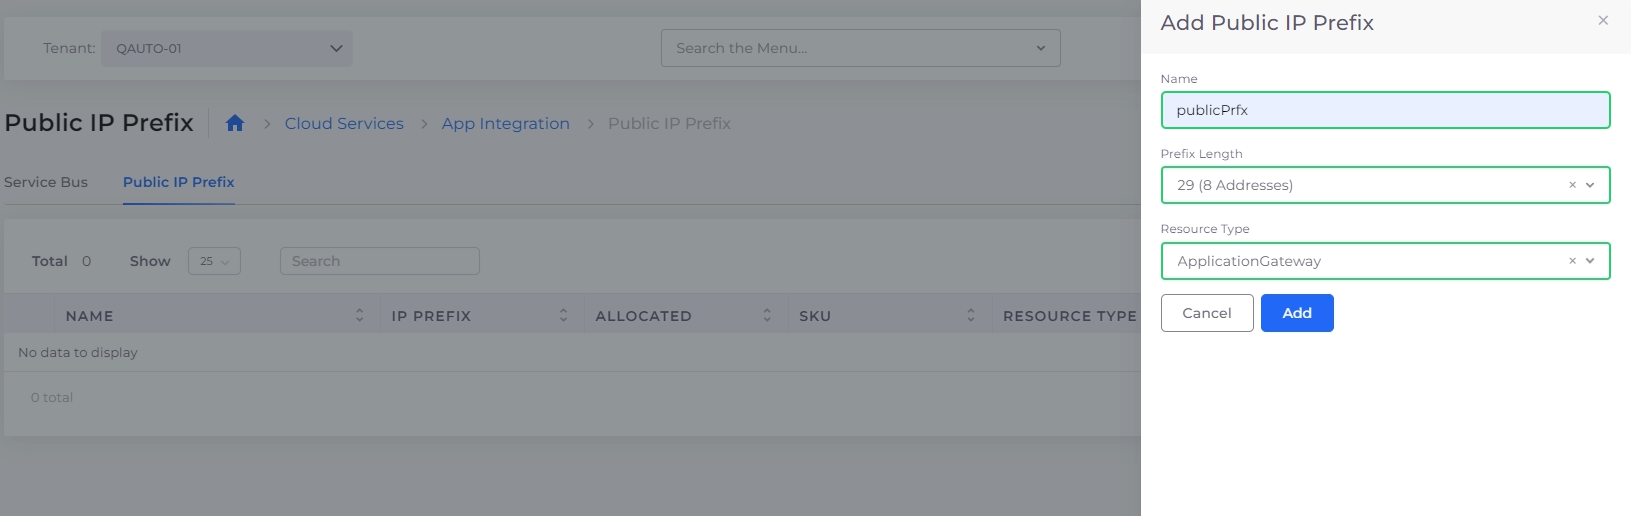 Add Public IP Prefix ×
Tenant: QAUTO-01 Search the Menu...
Public IP Prefix Cloud Services App Integration Public IP Prefix
Service Bus Public IP Prefix
Total 0 Show 25 Search
NAME IP PREFIX ALLOCATED SKU RESOURCE TYPE
No data to display
0 total
Name
publicPrfx
Prefix Length
29 (8 Addresses) ×
Resource Type
ApplicationGateway ×
Cancel Add